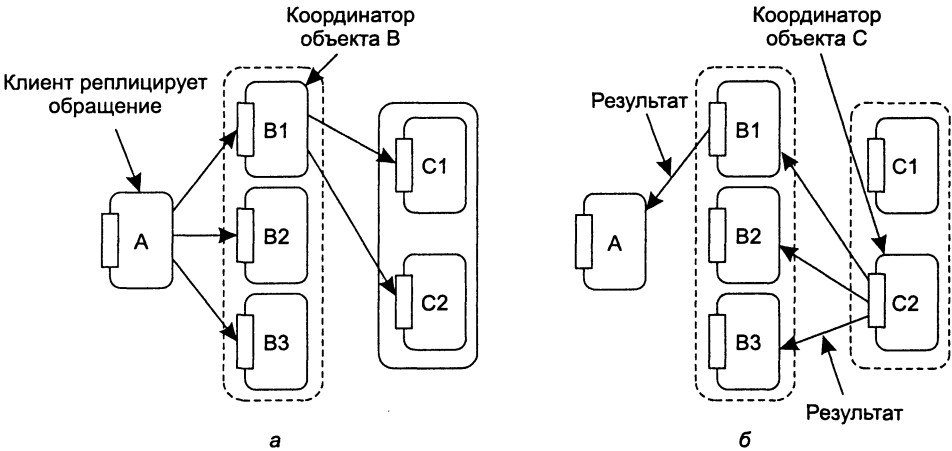 Координатор
объекта B
Клиент реплицирует
обращение
A
B1
B2
B3
C1
C2
а
Координатор
объекта C
Результат
A
B1
B2
B3
C1
C2
Результат
б